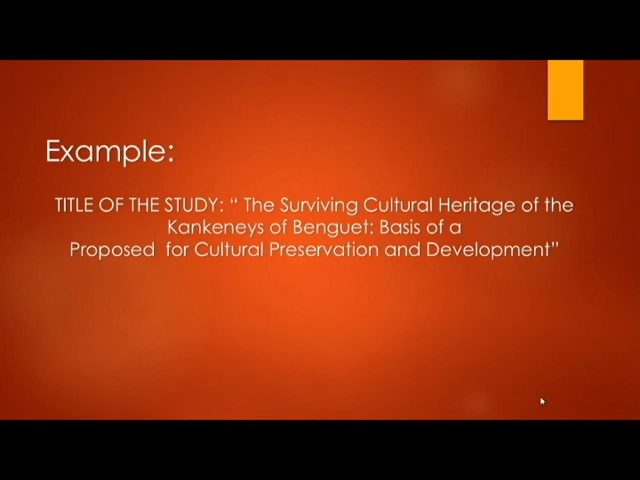 Example:
TITLE OF THE STUDY: “ The Surviving Cultural Heritage of the
Kankeneys of Benguet: Basis of a
Proposed  for Cultural Preservation and Development”